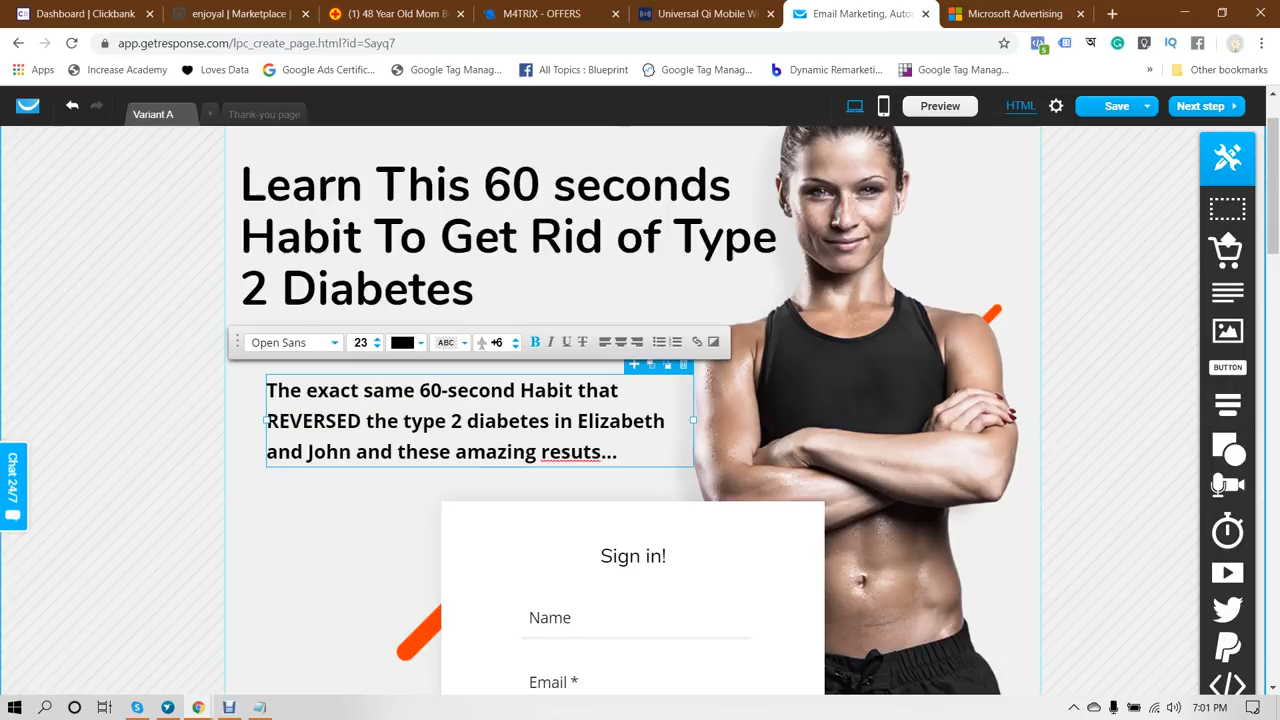 Dashboard | Clickbank
enjoyal | Marketplace
(1) 48 Year Old Mom B
M4TRIX - OFFERS
Universal Qi Mobile W
Email Marketing, Auto
Microsoft Advertising
app.getresponse.com/lpc_create_page.html?id=Sayq7
5
Apps
Increase Academy
Loves Data
Google Ads Certific...
Google Tag Manag...
All Topics : Blueprint
Google Tag Manag...
Dynamic Remarketi...
Google Tag Manag...
»
Other bookmarks
Variant A
+
Thank-you page
Preview
HTML
Save
Next step
Learn This 60 seconds
Habit To Get Rid of Type
2 Diabetes
Open Sans
23
ABC
+6
B
I
U
T
The exact same 60-second Habit that
REVERSED the type 2 diabetes in Elizabeth
and John and these amazing resuts...
Sign in!
Name
Email *
Chat 24/7
BUTTON
7:01 PM